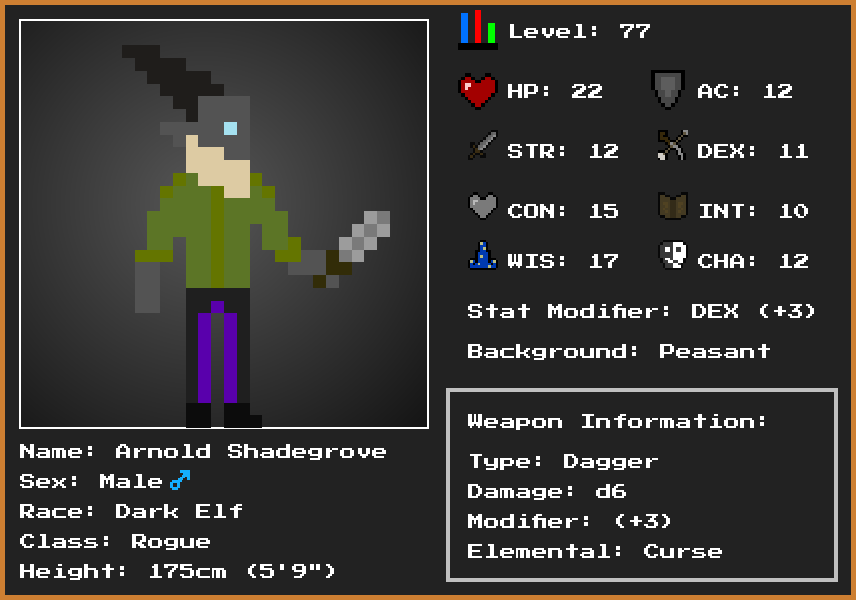 Level: 77
HP: 22 AC: 12
STR: 12 DEX: 11
CON: 15 INT: 10
WIS: 17 CHA: 12
Stat Modifier: DEX (+3)
Background: Peasant
Weapon Information:
Type: Dagger
Damage: d6
Modifier: (+3)
Elemental: Curse
Name: Arnold Shadegrove
Sex: Male ♂
Race: Dark Elf
Class: Rogue
Height: 175cm (5'9")